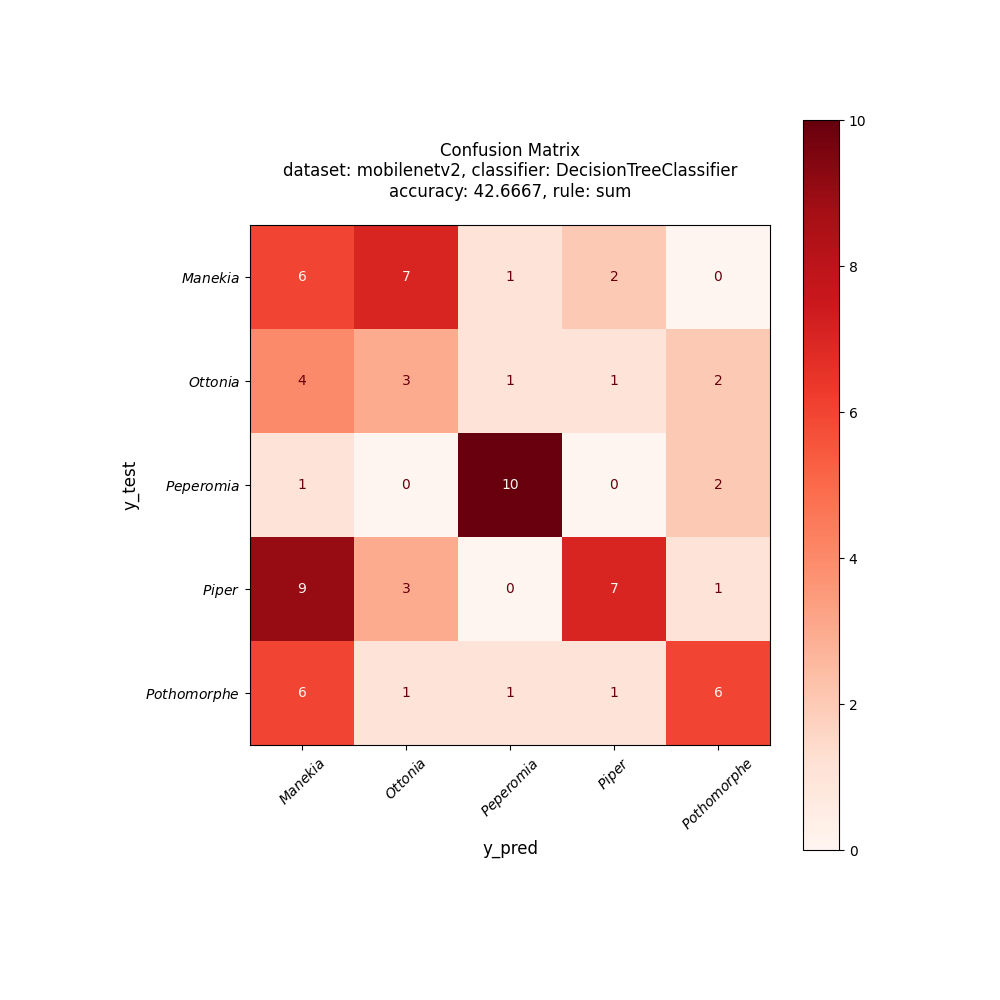 Confusion Matrix
dataset: mobilenetv2, classifier: DecisionTreeClassifier
accuracy: 42.6667, rule: sum
y_test
Manekia 6 7 1 2 0
Ottonia 4 3 1 1 2
Peperomia 1 0 10 0 2
Piper 9 3 0 7 1
Pothomorphe 6 1 1 1 6
Manekia Ottonia Peperomia Piper Pothomorphe
y_pred
10
8
6
4
2
0